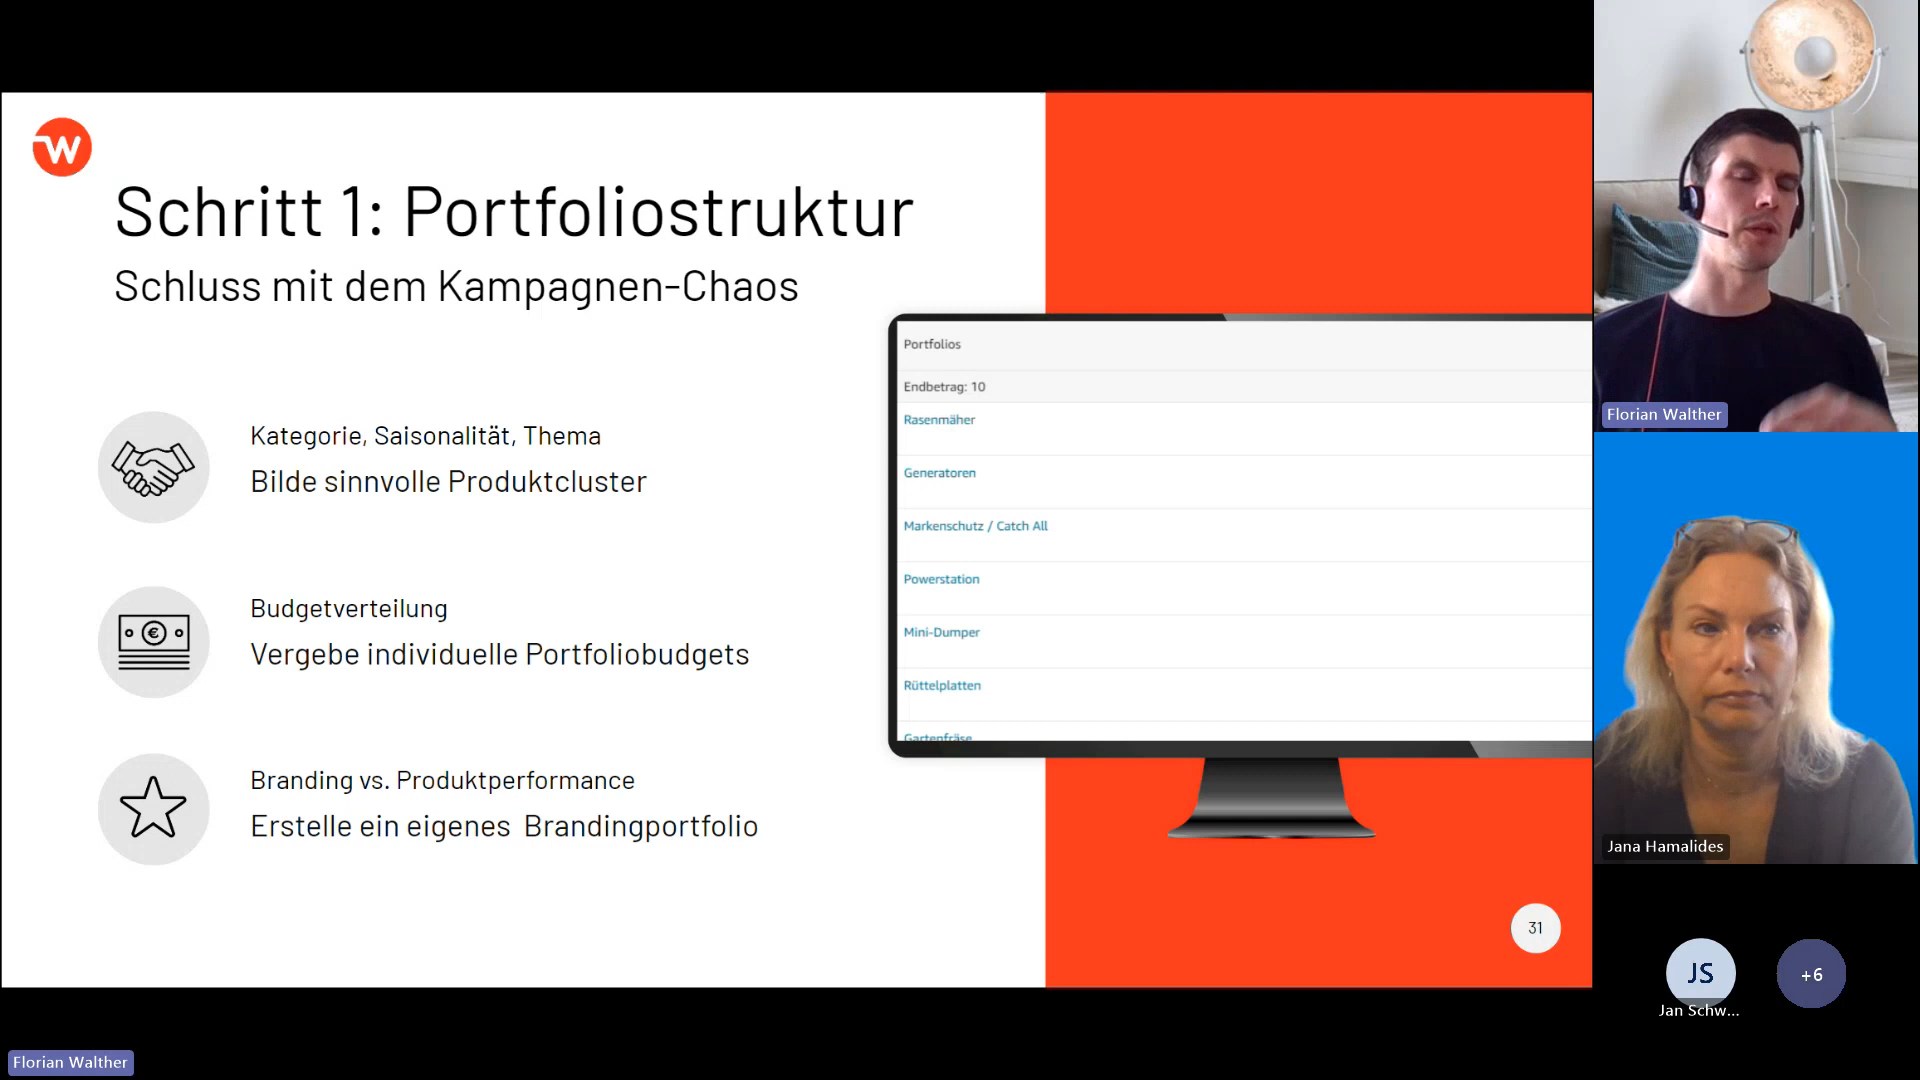 W
Schritt 1: Portfoliostruktur
Schluss mit dem Kampagnen-Chaos
Kategorie, Saisonalität, Thema
Bilde sinnvolle Produktcluster
Budgetverteilung
Vergebe individuelle Portfoliobudgets
Branding vs. Produktperformance
Erstelle ein eigenes Brandingportfolio
Portfolios
Endbetrag: 10
Rasenmäher
Generatoren
Markenschutz / Catch All
Powerstation
Mini-Dumper
Rüttelplatten
Gartenfräse
31
Florian Walther
Jana Hamalides
JS
+6
Jan Schw...
Florian Walther